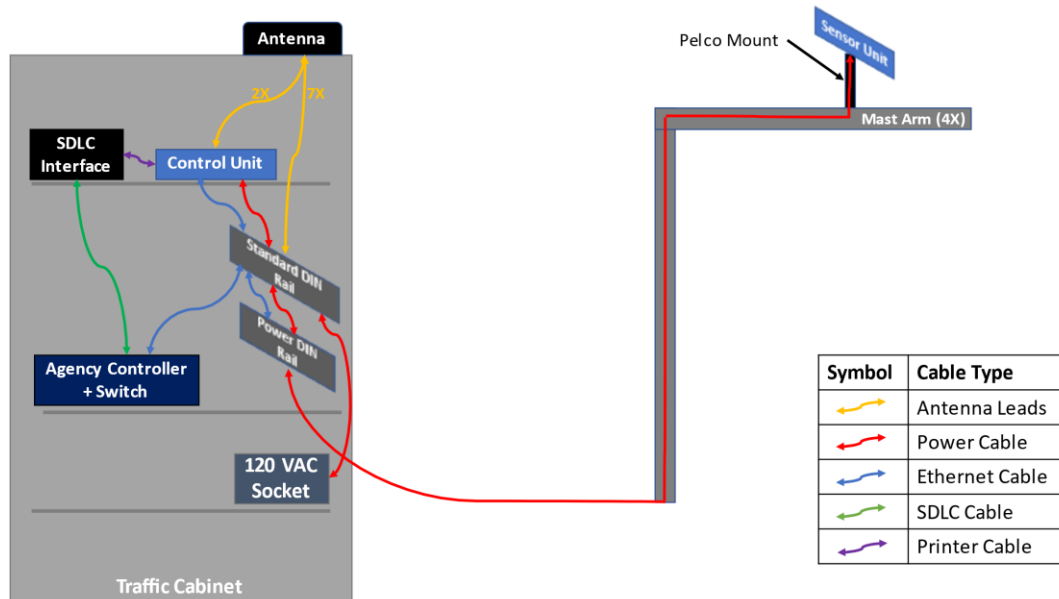 Antenna
2X
7X
SDLC
Interface
Control Unit
Standard DIN
Rail
Power DIN
Rail
Agency Controller
+ Switch
120 VAC
Socket
Traffic Cabinet
Pelco Mount
Sensor Unit
Mast Arm (4X)
Symbol Cable Type
Antenna Leads
Power Cable
Ethernet Cable
SDLC Cable
Printer Cable